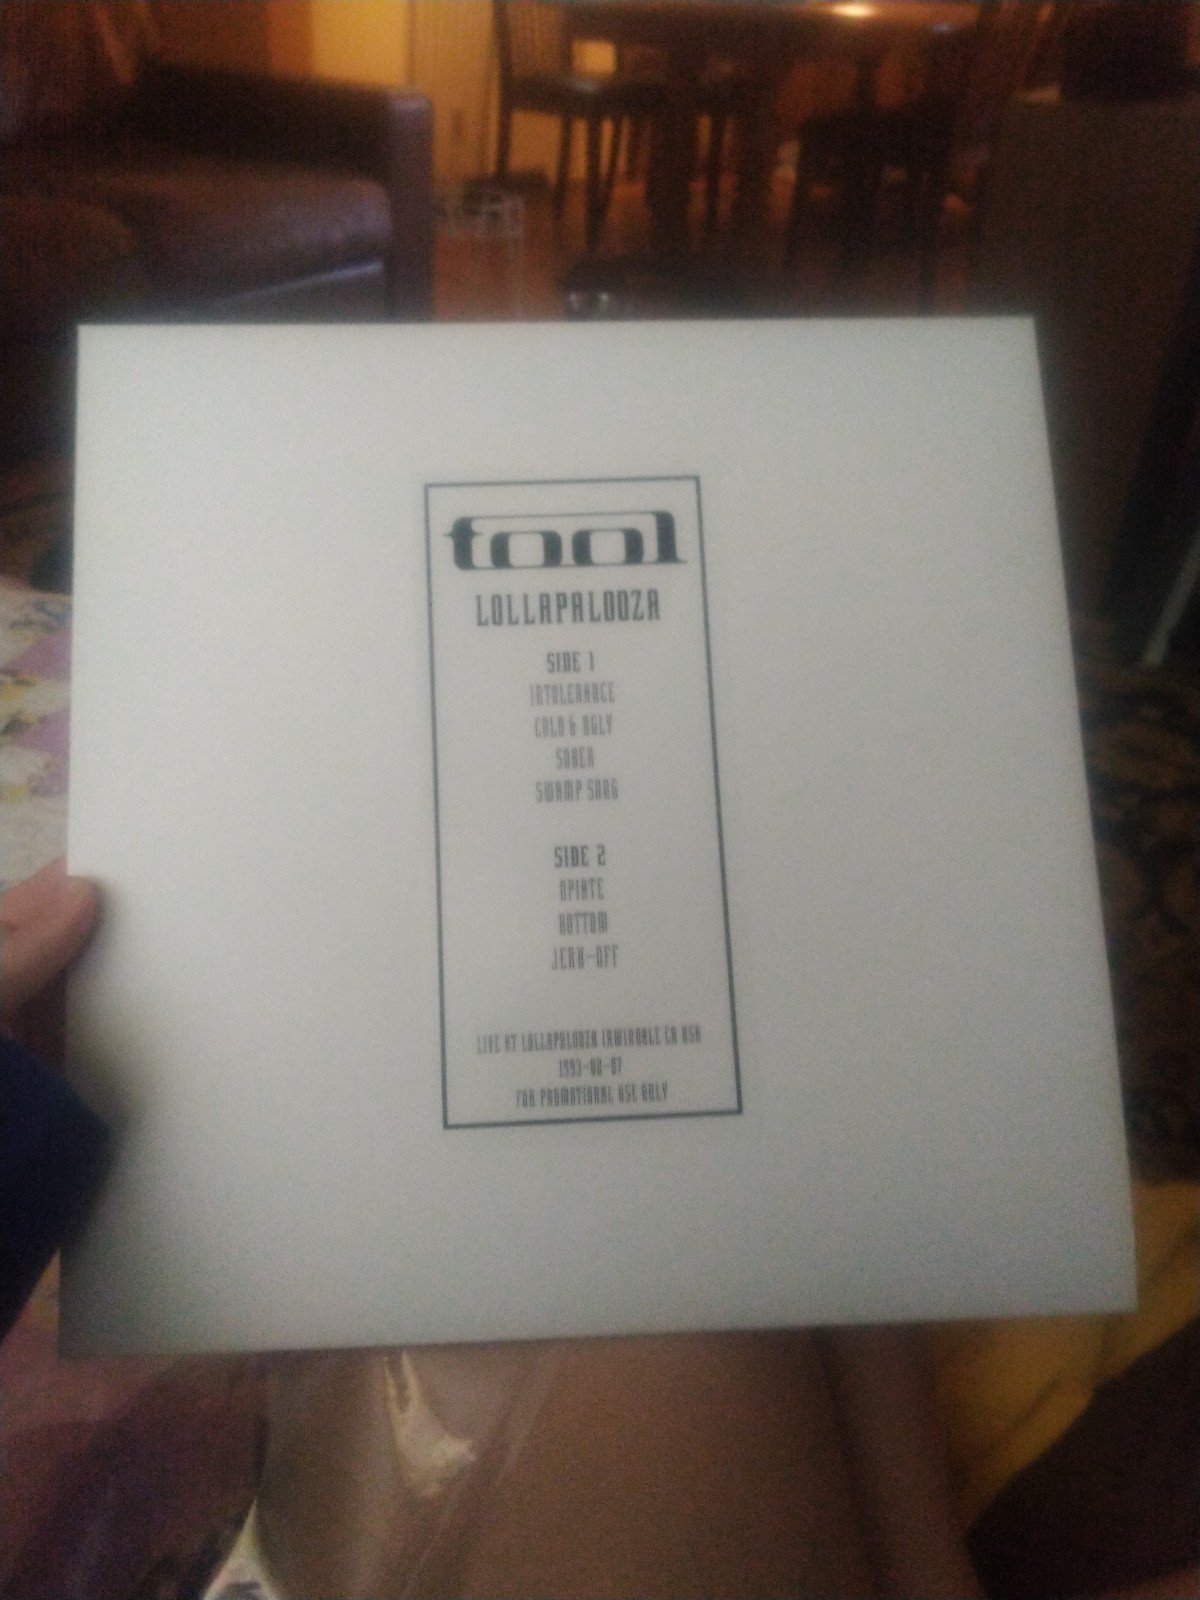 tool
LOLLAPALOOZA
SIDE 1
INTOLERANCE
COLD & UGLY
SOBER
SWAMP SONG
SIDE 2
OPIATE
BOTTOM
JERK-OFF
LIVE AT LOLLAPALOOZA IRWINDALE CA USA
1993-08-07
FOR PROMOTIONAL USE ONLY